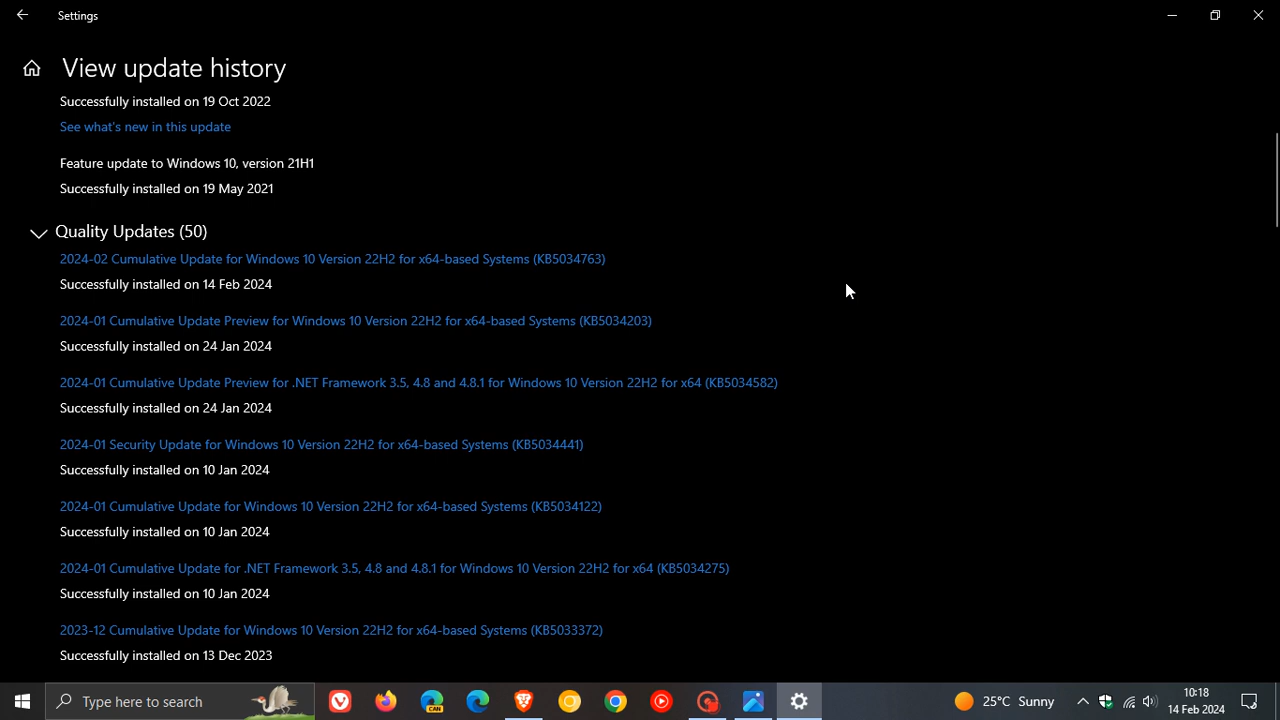 Settings
View update history
Successfully installed on 19 Oct 2022
See what's new in this update
Feature update to Windows 10, version 21H1
Successfully installed on 19 May 2021
Quality Updates (50)
2024-02 Cumulative Update for Windows 10 Version 22H2 for x64-based Systems (KB5034763)
Successfully installed on 14 Feb 2024
2024-01 Cumulative Update Preview for Windows 10 Version 22H2 for x64-based Systems (KB5034203)
Successfully installed on 24 Jan 2024
2024-01 Cumulative Update Preview for .NET Framework 3.5, 4.8 and 4.8.1 for Windows 10 Version 22H2 for x64 (KB5034582)
Successfully installed on 24 Jan 2024
2024-01 Security Update for Windows 10 Version 22H2 for x64-based Systems (KB5034441)
Successfully installed on 10 Jan 2024
2024-01 Cumulative Update for Windows 10 Version 22H2 for x64-based Systems (KB5034122)
Successfully installed on 10 Jan 2024
2024-01 Cumulative Update for .NET Framework 3.5, 4.8 and 4.8.1 for Windows 10 Version 22H2 for x64 (KB5034275)
Successfully installed on 10 Jan 2024
2023-12 Cumulative Update for Windows 10 Version 22H2 for x64-based Systems (KB5033372)
Successfully installed on 13 Dec 2023
Type here to search
CAN
25°C Sunny
10:18
14 Feb 2024